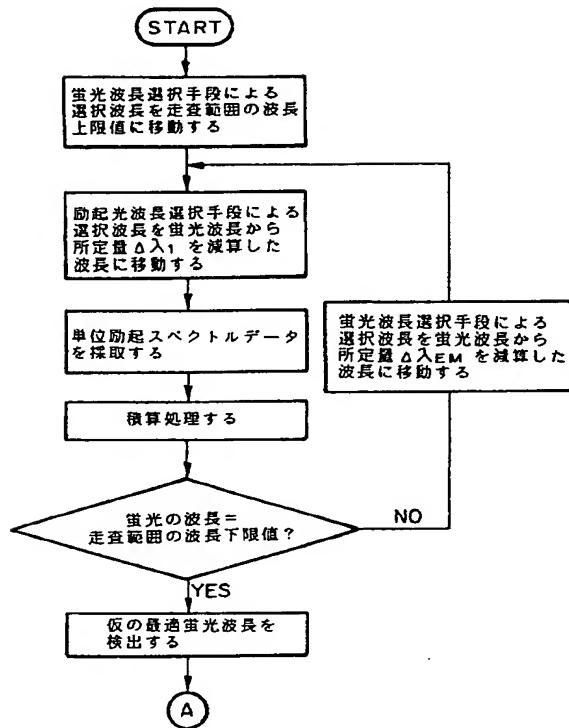 START
蛍光波長選択手段による
選択波長を走査範囲の波長
上限値に移動する
励起光波長選択手段による
選択波長を蛍光波長から
所定量Δ入1 を減算した
波長に移動する
単位励起スペクトルデータ
を採取する
積算処理する
蛍光の波長=
走査範囲の波長下限値?
NO
蛍光波長選択手段による
選択波長を蛍光波長から
所定量Δ入EM を減算した
波長に移動する
YES
仮の最適蛍光波長を
検出する
A